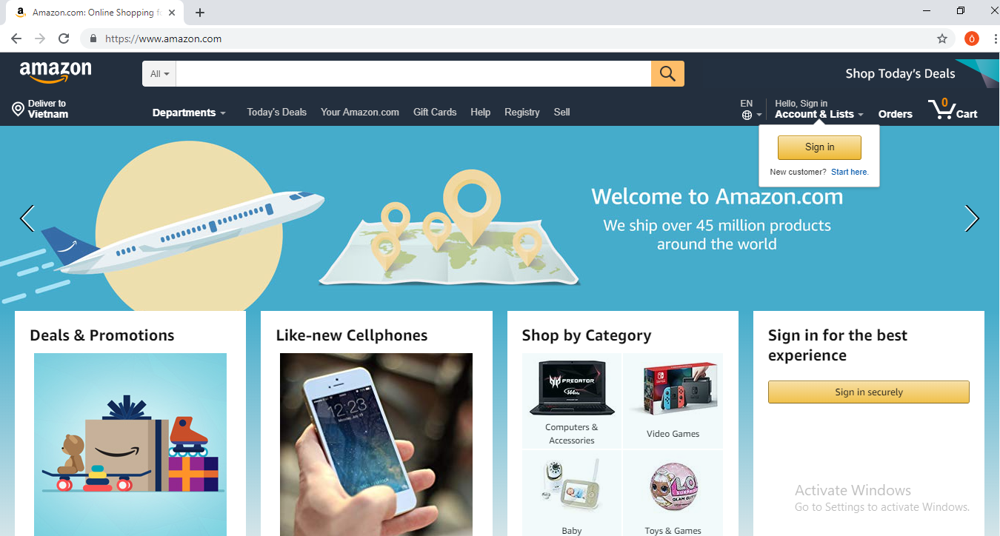 Amazon.com: Online Shopping f
https://www.amazon.com
ô
amazon
All
Shop Today's Deals
Deliver to
Vietnam
Departments
Today's Deals
Your Amazon.com
Gift Cards
Help
Registry
Sell
EN
Hello, Sign in
Account & Lists
Orders
0
Cart
Sign in
New customer? Start here.
Welcome to Amazon.com
We ship over 45 million products
around the world
Deals & Promotions
Like-new Cellphones
12:23
Shop by Category
PREDATOR
Computers &
Accessories
Video Games
Baby
Toys & Games
Sign in for the best
experience
Sign in securely
Activate Windows
Go to Settings to activate Windows.